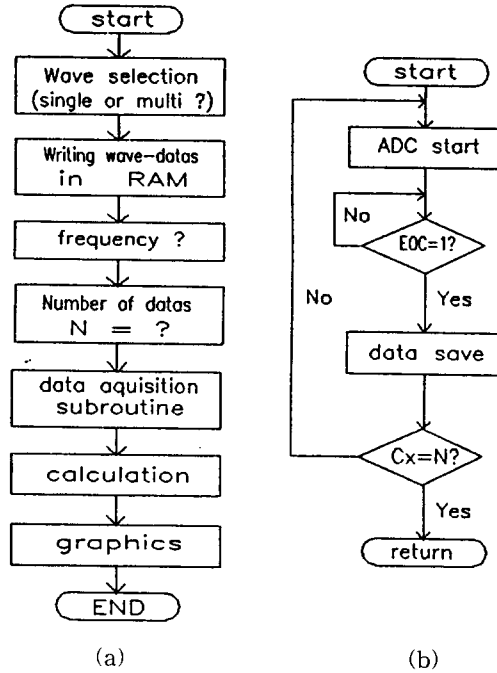 start
Wave selection
(single or multi ?)
Writing wave-datas
in RAM
frequency ?
Number of datas
N = ?
data aquisition
subroutine
calculation
graphics
END
(a)
start
ADC start
No
EOC=1?
Yes
No
data save
Cx=N?
Yes
return
(b)